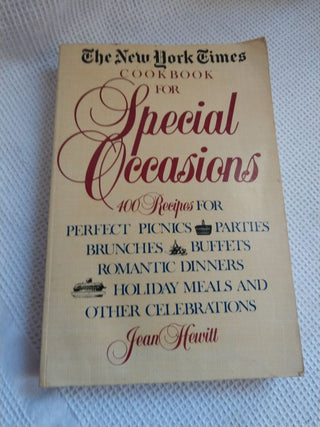 The New York Times
COOKBOOK
FOR
Special
Occasions
400 Recipes FOR
PERFECT PICNICS PARTIES
BRUNCHES BUFFETS
ROMANTIC DINNERS
HOLIDAY MEALS AND
OTHER CELEBRATIONS
Jean Hewitt